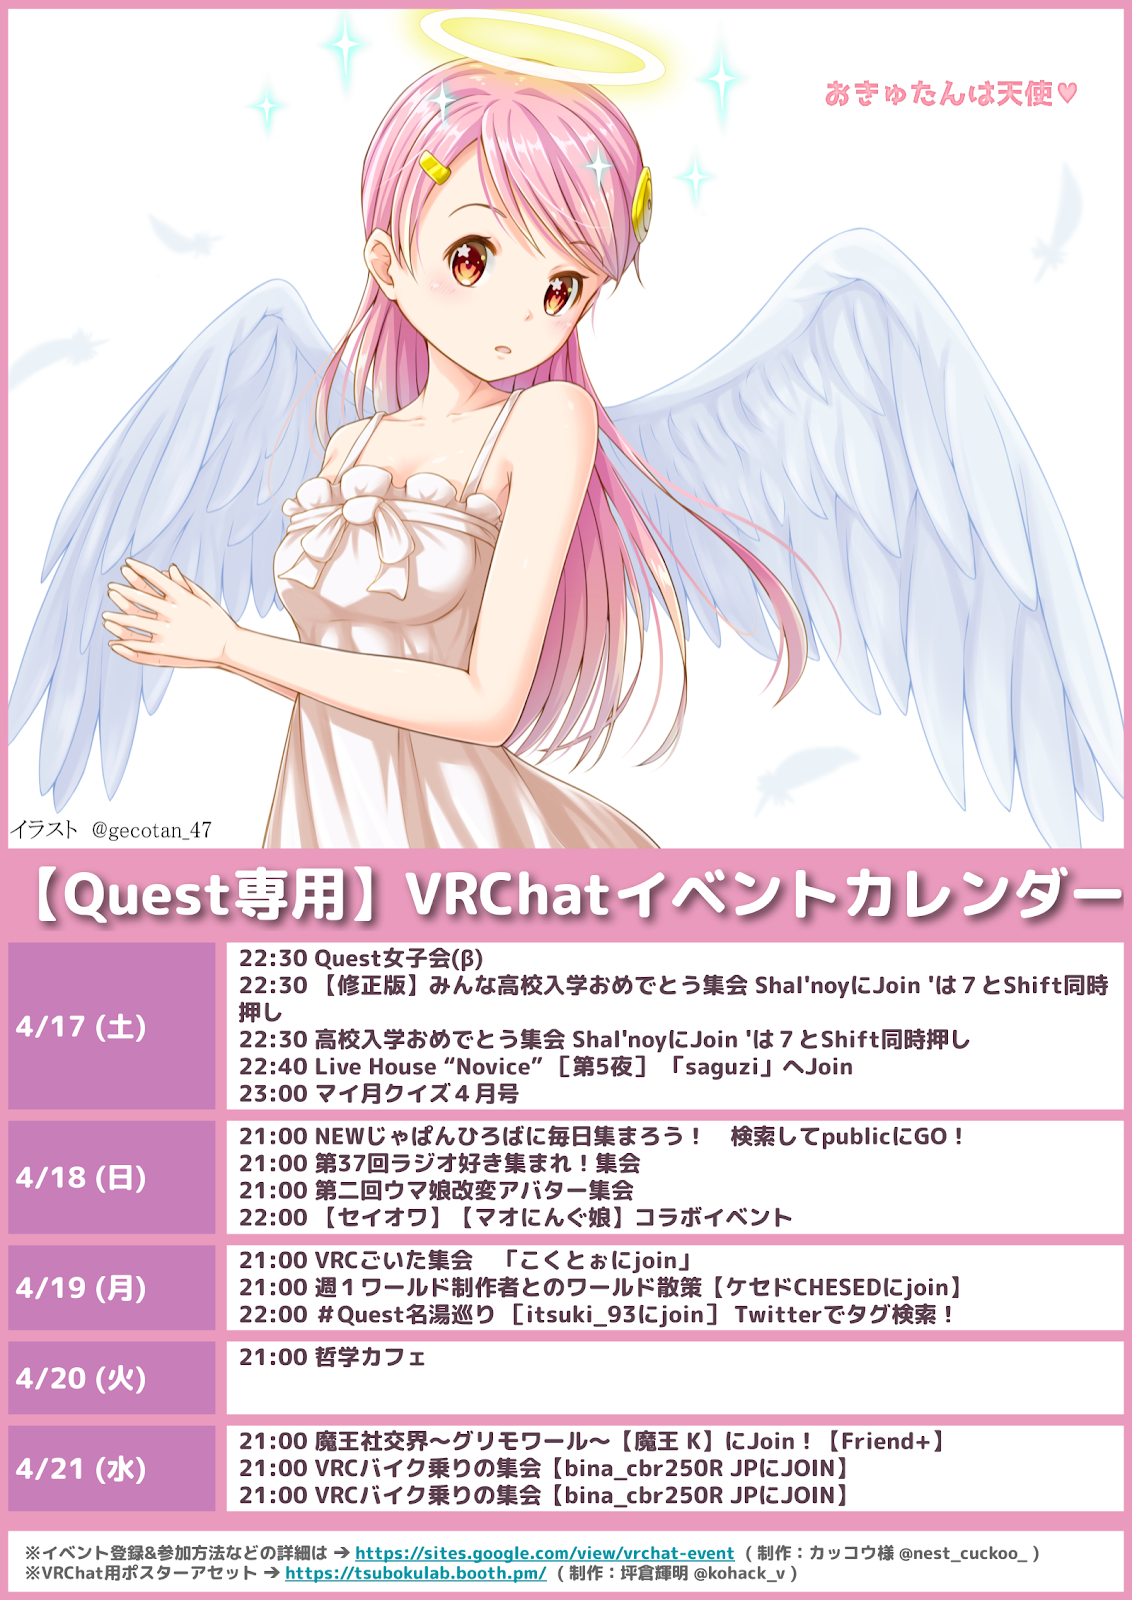 おきゅたんは天使♥
イラスト @gecotan_47
【Quest専用】VRChatイベントカレンダー
4/17 (土)
22:30 Quest女子会(β)
22:30 【修正版】みんな高校入学おめでとう集会 Shal'noyにJoin 'は７とShift同時
押し
22:30 高校入学おめでとう集会 Shal'noyにJoin 'は７とShift同時押し
22:40 Live House “Novice” ［第5夜］ 「saguzi」へJoin
23:00 マイ月クイズ４月号
4/18 (日)
21:00 NEWじゃぱんひろばに毎日集まろう！　検索してpublicにGO！
21:00 第37回ラジオ好き集まれ！集会
21:00 第二回ウマ娘改変アバター集会
22:00 【セイオワ】【マオにんぐ娘】コラボイベント
4/19 (月)
21:00 VRCごいた集会　「こくとぉにjoin」
21:00 週１ワールド制作者とのワールド散策【ケセドCHESEDにjoin】
22:00 ＃Quest名湯巡り ［itsuki_93にjoin］ Twitterでタグ検索！
4/20 (火)
21:00 哲学カフェ
4/21 (水)
21:00 魔王社交界～グリモワール～【魔王 K】にJoin！【Friend+】
21:00 VRCバイク乗りの集会【bina_cbr250R JPにJOIN】
21:00 VRCバイク乗りの集会【bina_cbr250R JPにJOIN】
※イベント登録&参加方法などの詳細は → https://sites.google.com/view/vrchat-event ( 制作：カッコウ様 @nest_cuckoo_ )
※VRChat用ポスターアセット → https://tsubokulab.booth.pm/ ( 制作：坪倉輝明 @kohack_v )